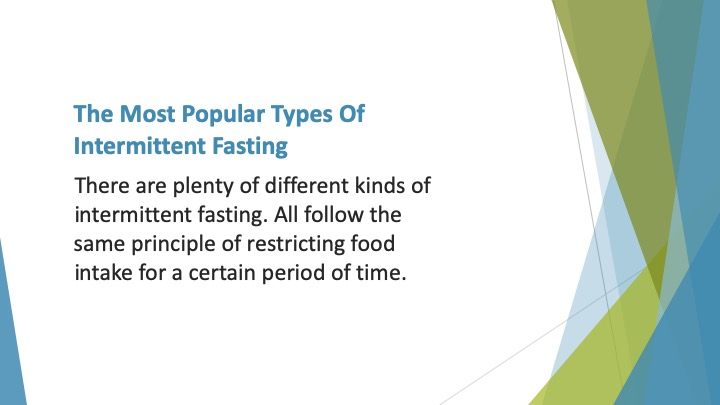 The Most Popular Types Of
Intermittent Fasting
There are plenty of different kinds of
intermittent fasting. All follow the
same principle of restricting food
intake for a certain period of time.